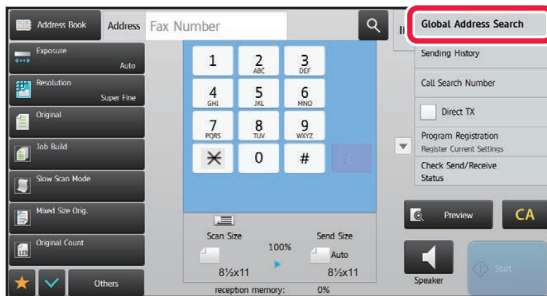 Address Book
Address
Fax Number
Global Address Search
Exposure
Auto
Resolution
Super Fine
Original
Job Build
Slow Scan Mode
Mixed Size Orig.
Original Count
Others
1
2
ABC
3
DEF
4
GHI
5
JKL
6
MNO
7
PQRS
8
TUV
9
WXYZ
0
#
C
Scan Size
100%
Send Size
Auto
8½x11
8½x11
reception memory: 0%
Sending History
Call Search Number
Direct TX
Program Registration
Register Current Settings
Check Send/Receive
Status
Preview
CA
Speaker
Start